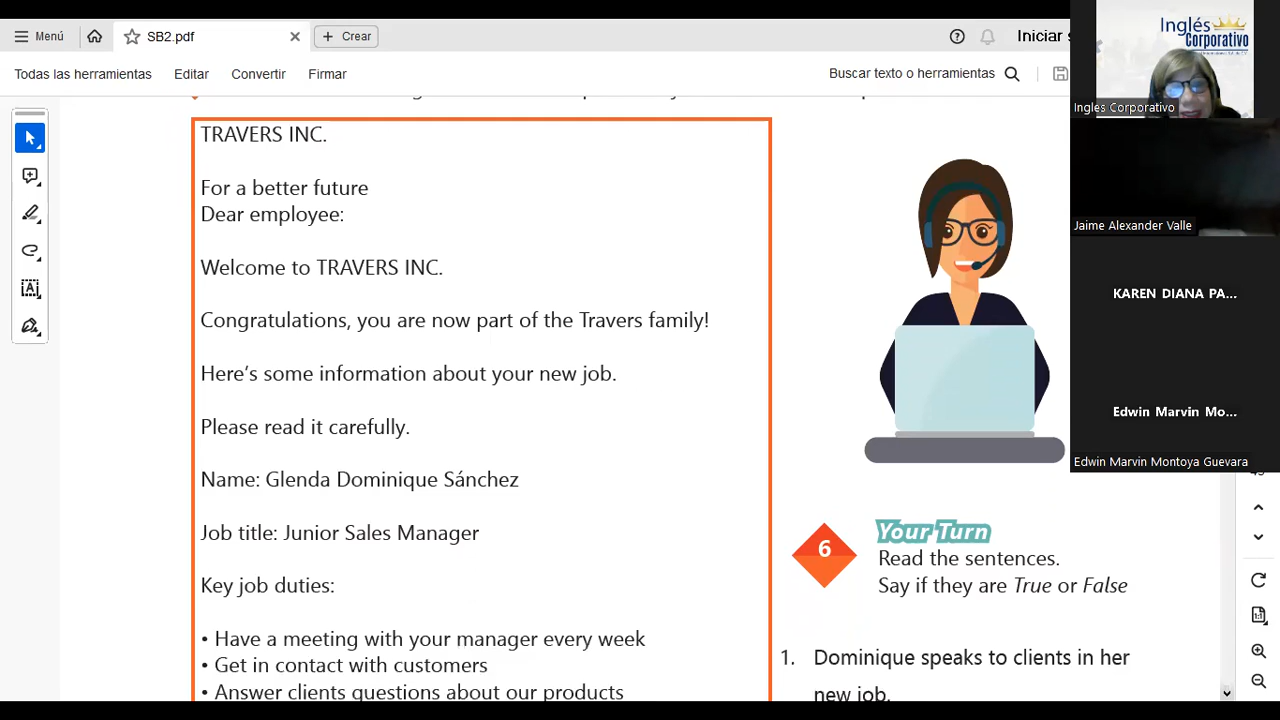 Menú
SB2.pdf
Crear
Iniciar s
Todas las herramientas
Editar
Convertir
Firmar
Buscar texto o herramientas
TRAVERS INC.
For a better future
Dear employee:
Welcome to TRAVERS INC.
Congratulations, you are now part of the Travers family!
Here's some information about your new job.
Please read it carefully.
Name: Glenda Dominique Sánchez
Job title: Junior Sales Manager
Key job duties:
• Have a meeting with your manager every week
• Get in contact with customers
• Answer clients questions about our products
6
Your Turn
Read the sentences.
Say if they are True or False
1. Dominique speaks to clients in her
new job.
Inglés
Corporativo
Ingles Corporativo
Jaime Alexander Valle
KAREN DIANA PA...
Edwin Marvin Mo...
Edwin Marvin Montoya Guevara
1:1